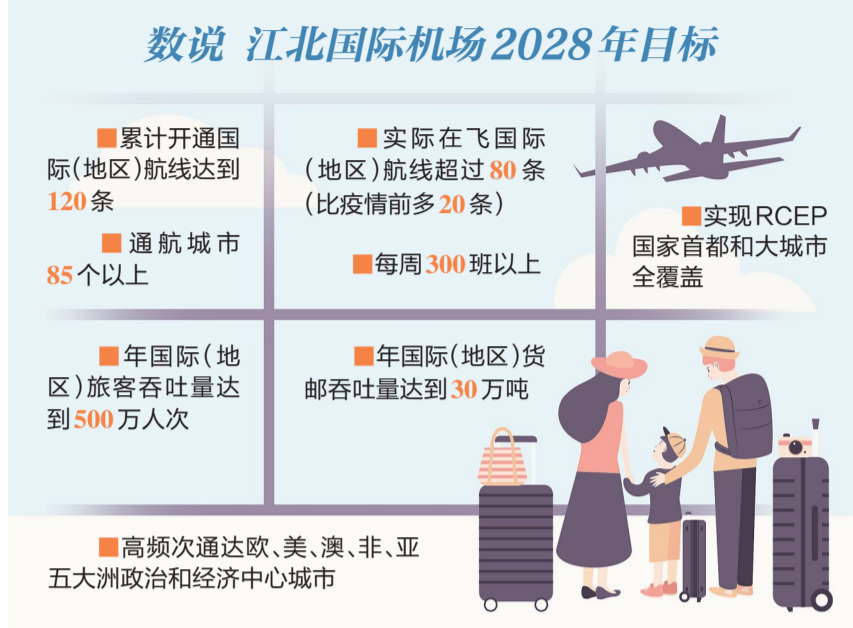 数说 江北国际机场2028年目标
■累计开通国
际(地区)航线达到
120条
■通航城市
85个以上
■实际在飞国际
(地区)航线超过80条
(比疫情前多20条)
■每周300班以上
■实现RCEP
国家首都和大城市
全覆盖
■年国际(地
区)旅客吞吐量达
到500万人次
■年国际(地区)货
邮吞吐量达到30万吨
■高频次通达欧、美、澳、非、亚
五大洲政治和经济中心城市